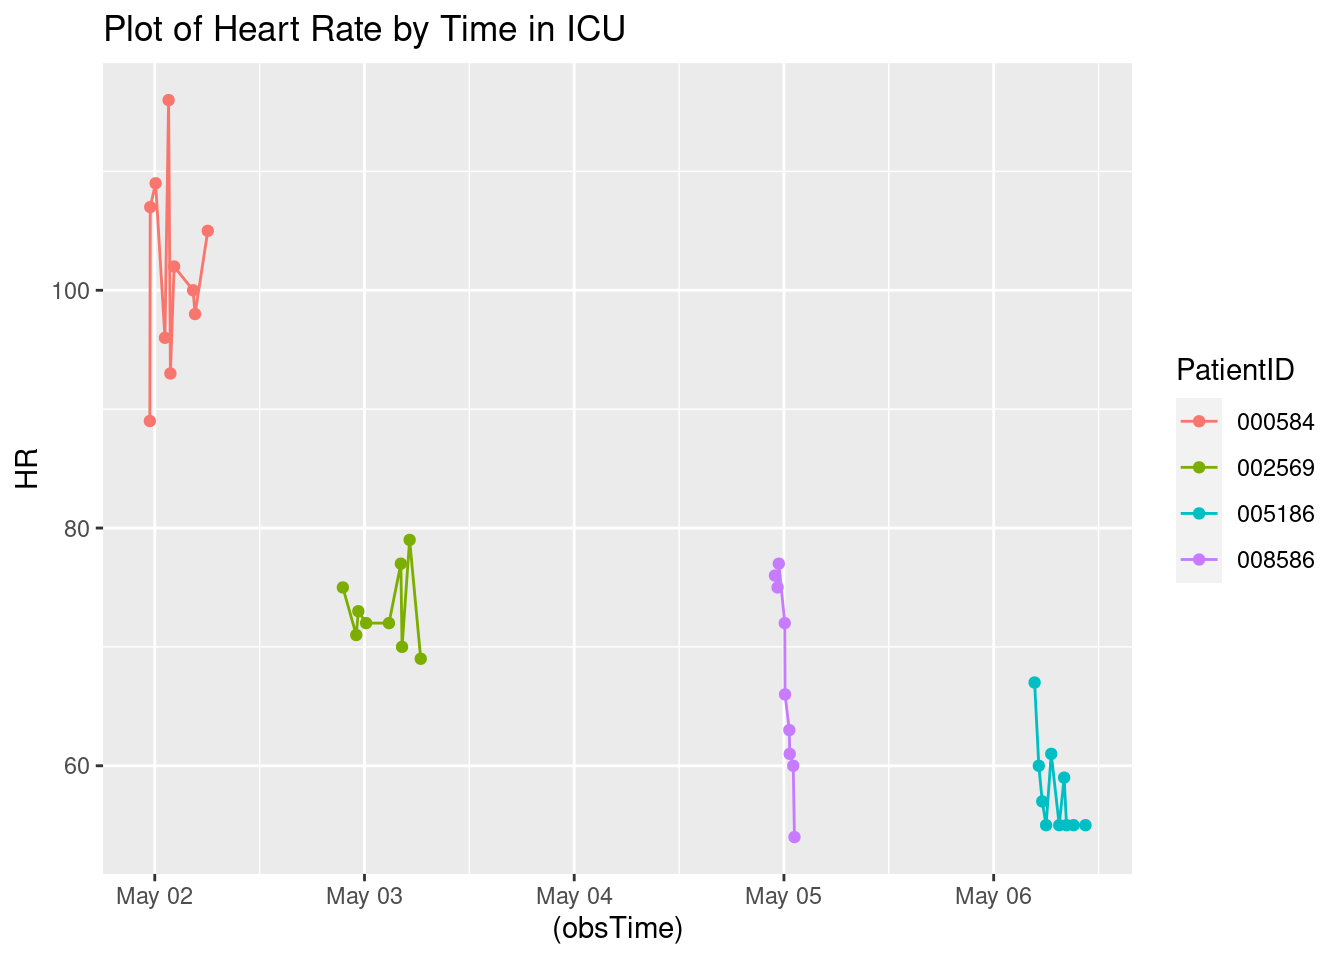 Plot of Heart Rate by Time in ICU
HR
100
80
60
May 02
May 03
May 04
May 05
May 06
(obsTime)
PatientID
000584
002569
005186
008586